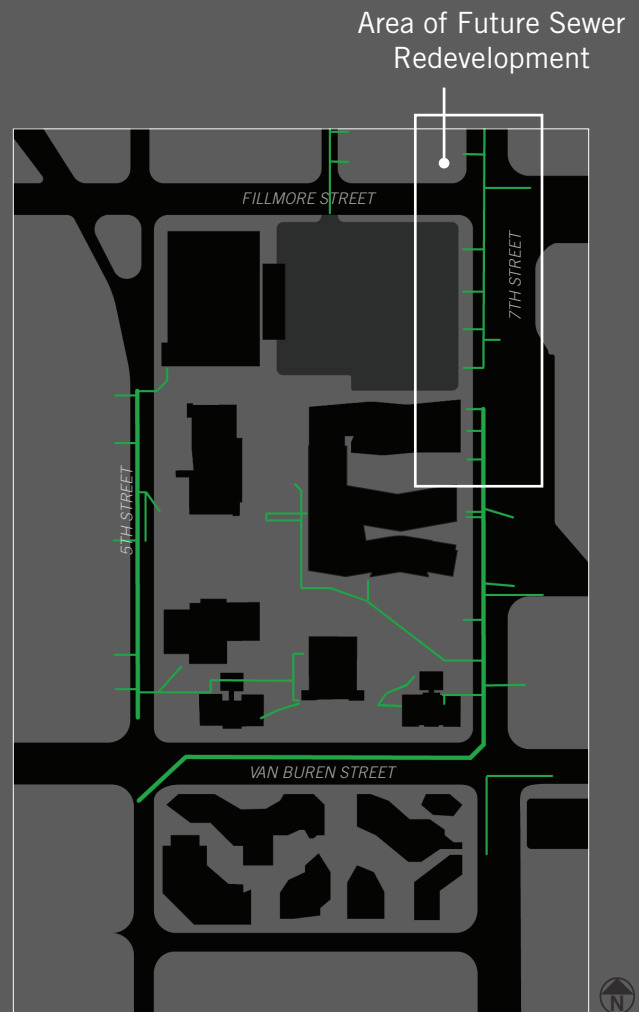 Area of Future Sewer
Redevelopment
FILLMORE STREET
7TH STREET
5TH STREET
VAN BUREN STREET
N